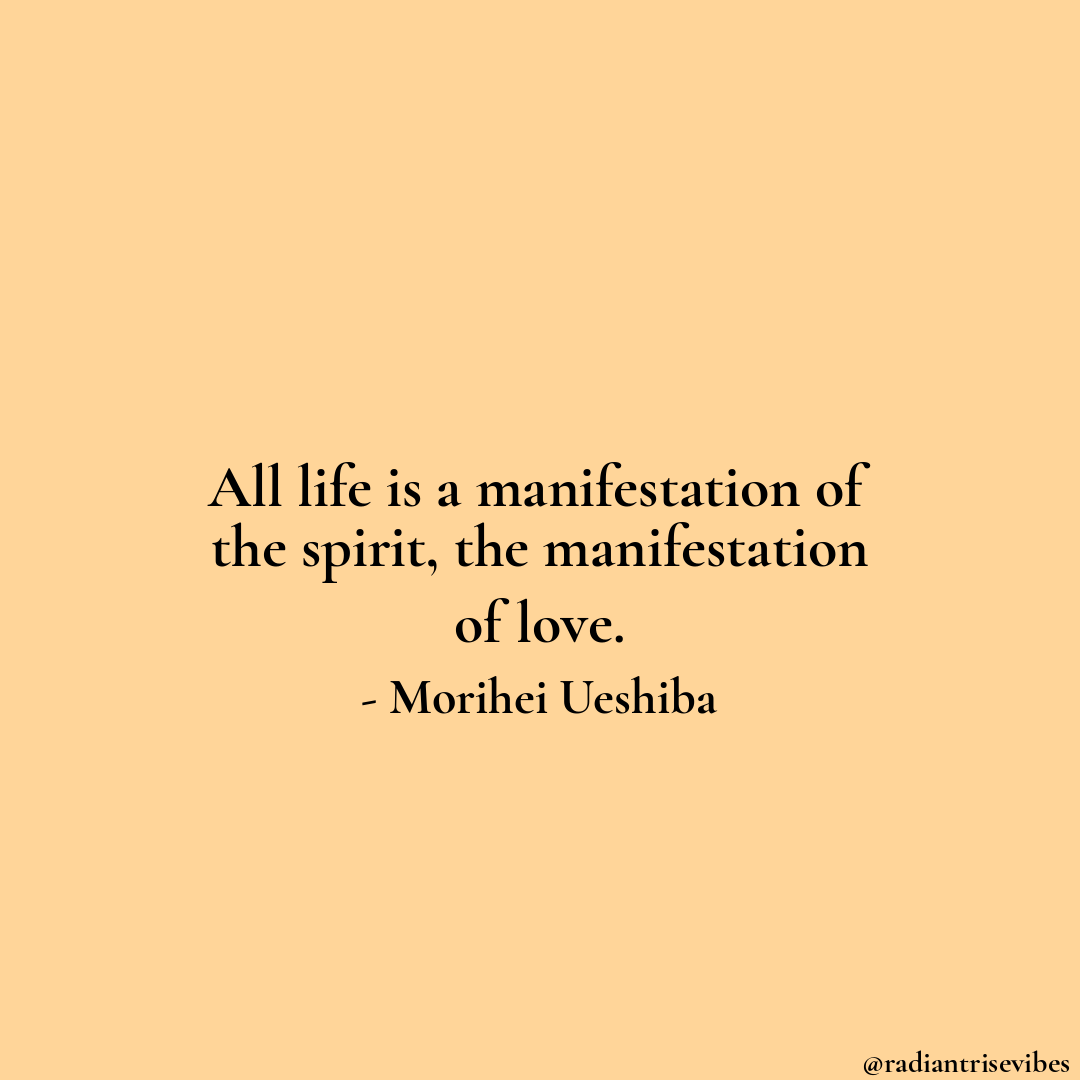 All life is a manifestation of
the spirit, the manifestation
of love.
- Morihei Ueshiba
@radiantrisevibes